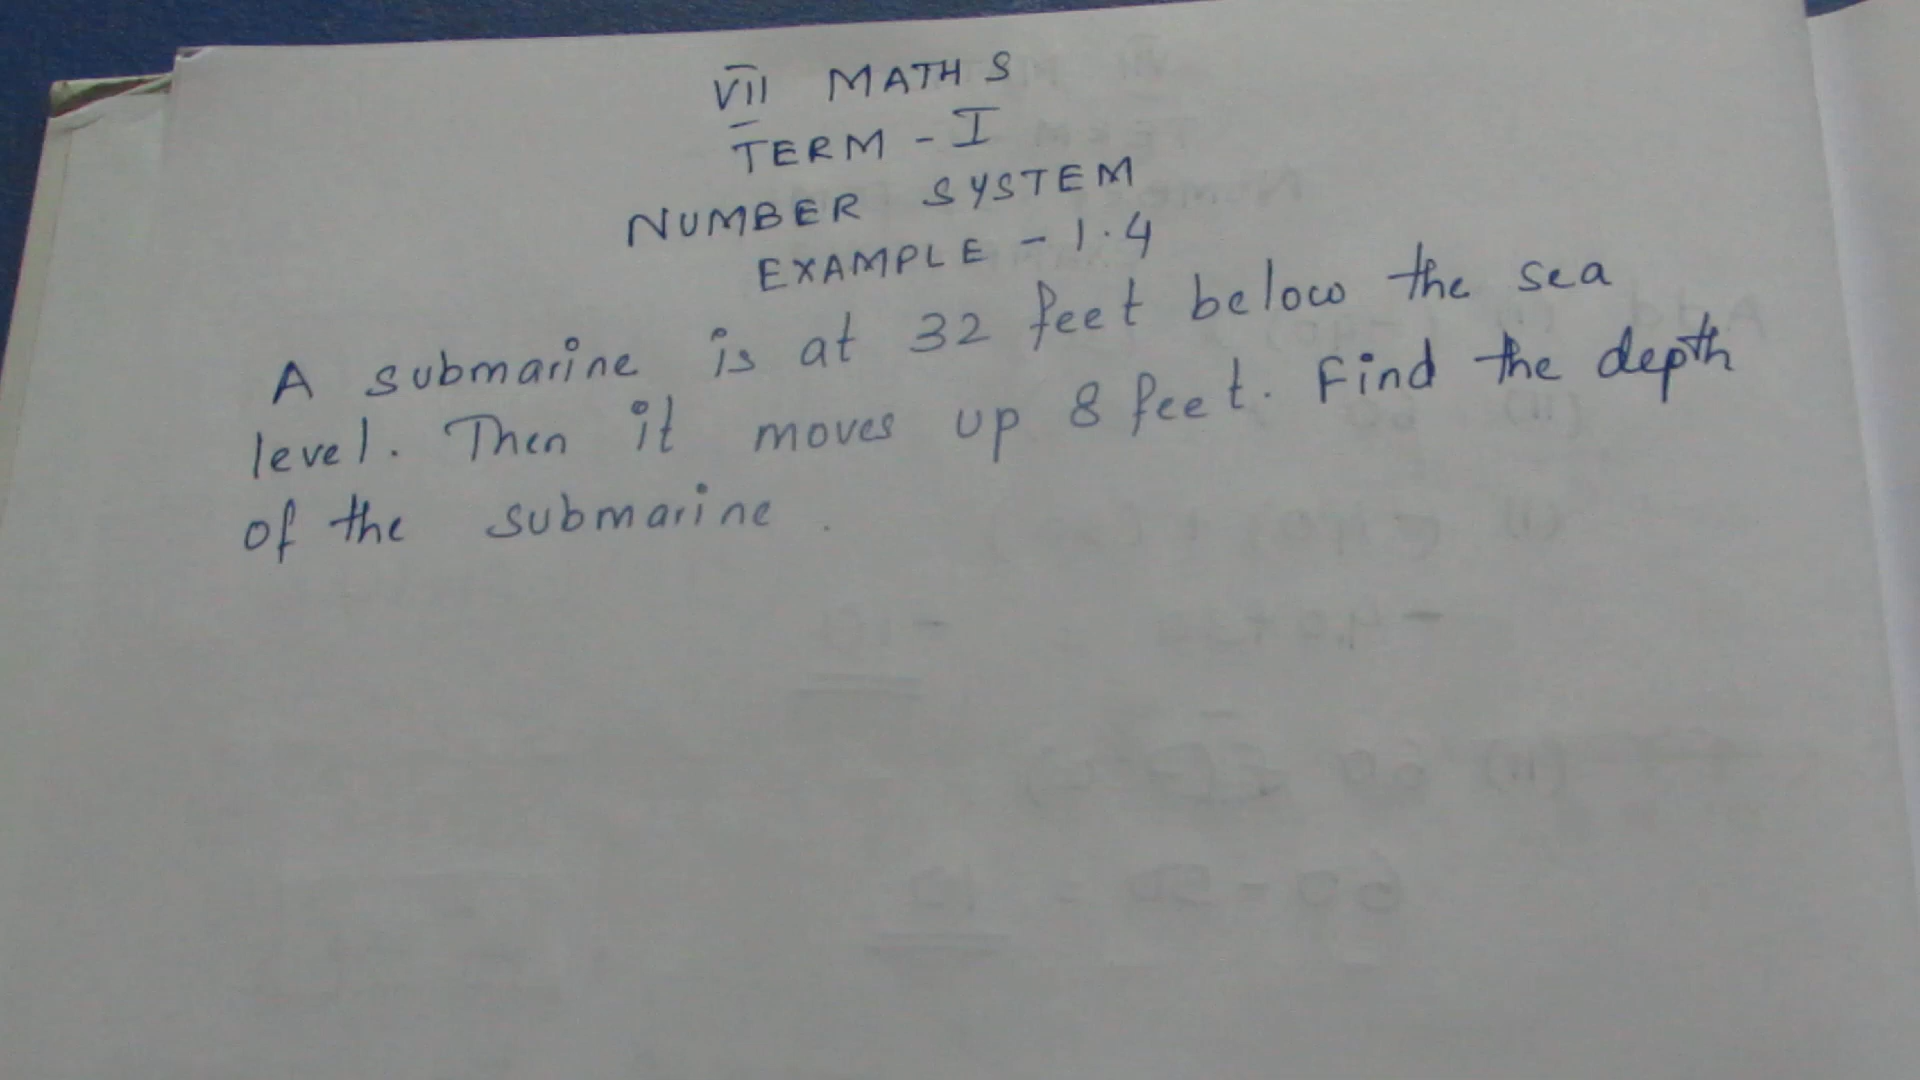 VII MATHS
TERM - I
NUMBER SYSTEM
EXAMPLE - 1.4
A submarine is at 32 feet below the sea
level. Then it moves up 8 feet. Find the depth
of the submarine.